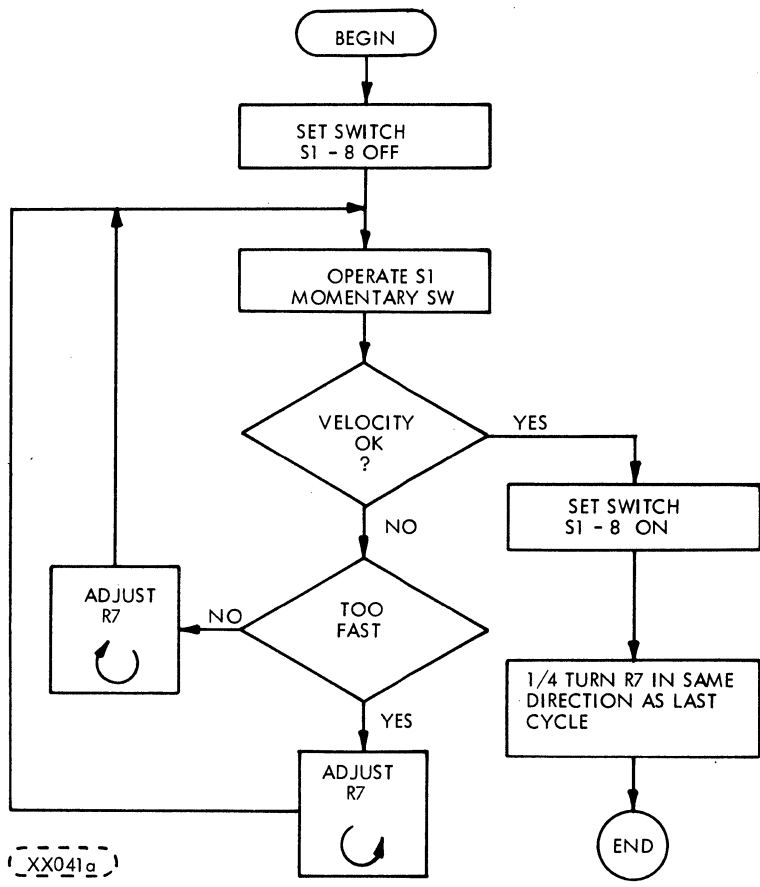 BEGIN
SET SWITCH
S1 - 8 OFF
OPERATE S1
MOMENTARY SW
VELOCITY
OK
?
YES
NO
SET SWITCH
S1 - 8 ON
TOO
FAST
NO
YES
ADJUST
R7
1/4 TURN R7 IN SAME
DIRECTION AS LAST
CYCLE
ADJUST
R7
END
XX041a